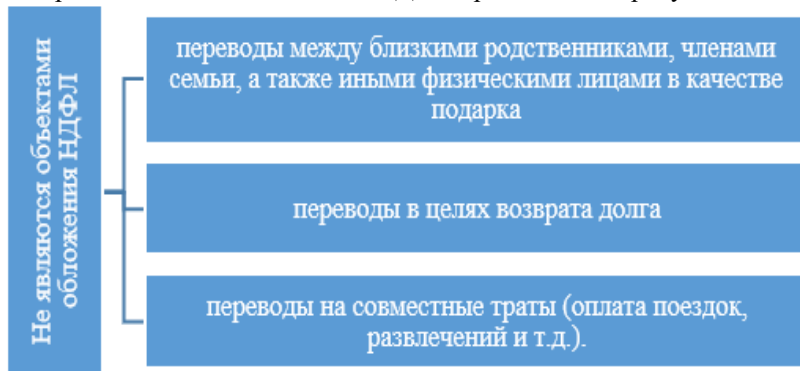 Не являются объектами
обложения НДФЛ
переводы между близкими родственниками, членами
семьи, а также иными физическими лицами в качестве
подарка
переводы в целях возврата долга
переводы на совместные траты (оплата поездок,
развлечений и т.д.).